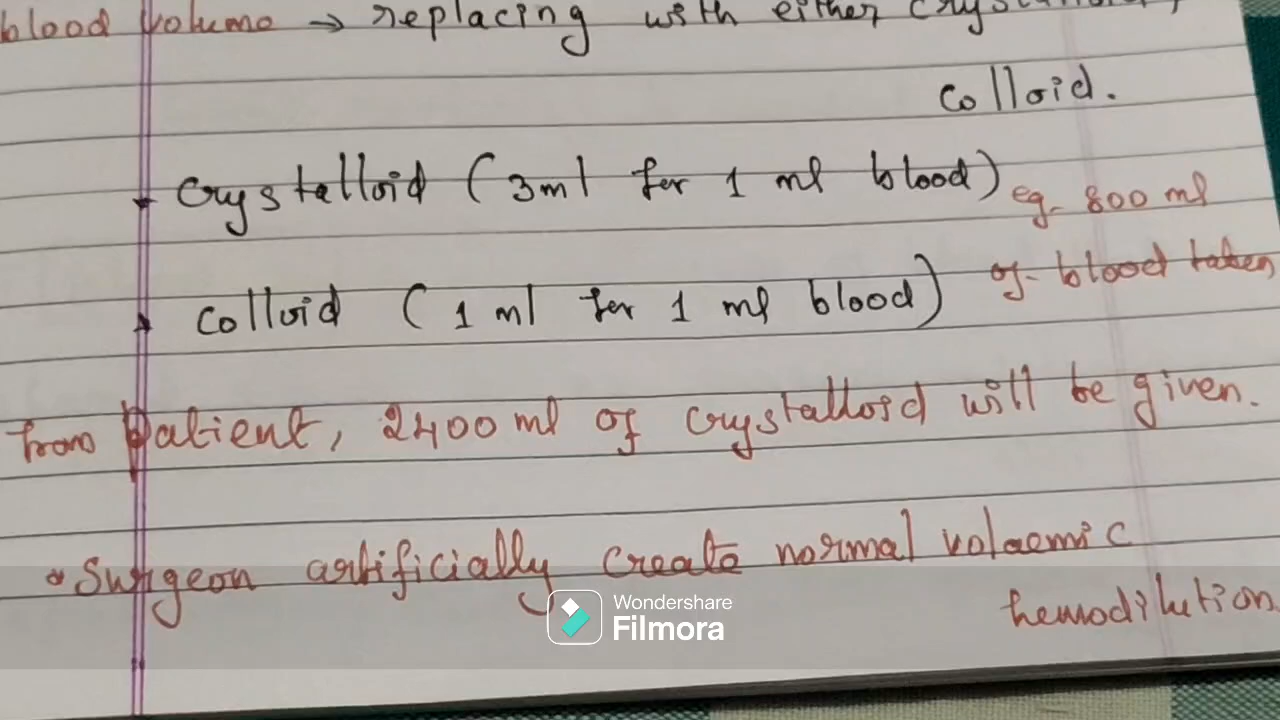 blood volume → replacing with either
colloid.
Crystalloid (3ml for 1 ml blood) eg- 800 ml
colloid (1 ml for 1 ml blood) of blood taken
from patient, 2400 ml of crystalloid will be given.
• Surgeon artificially create normal volaemic
hemodilution
Wondershare
Filmora